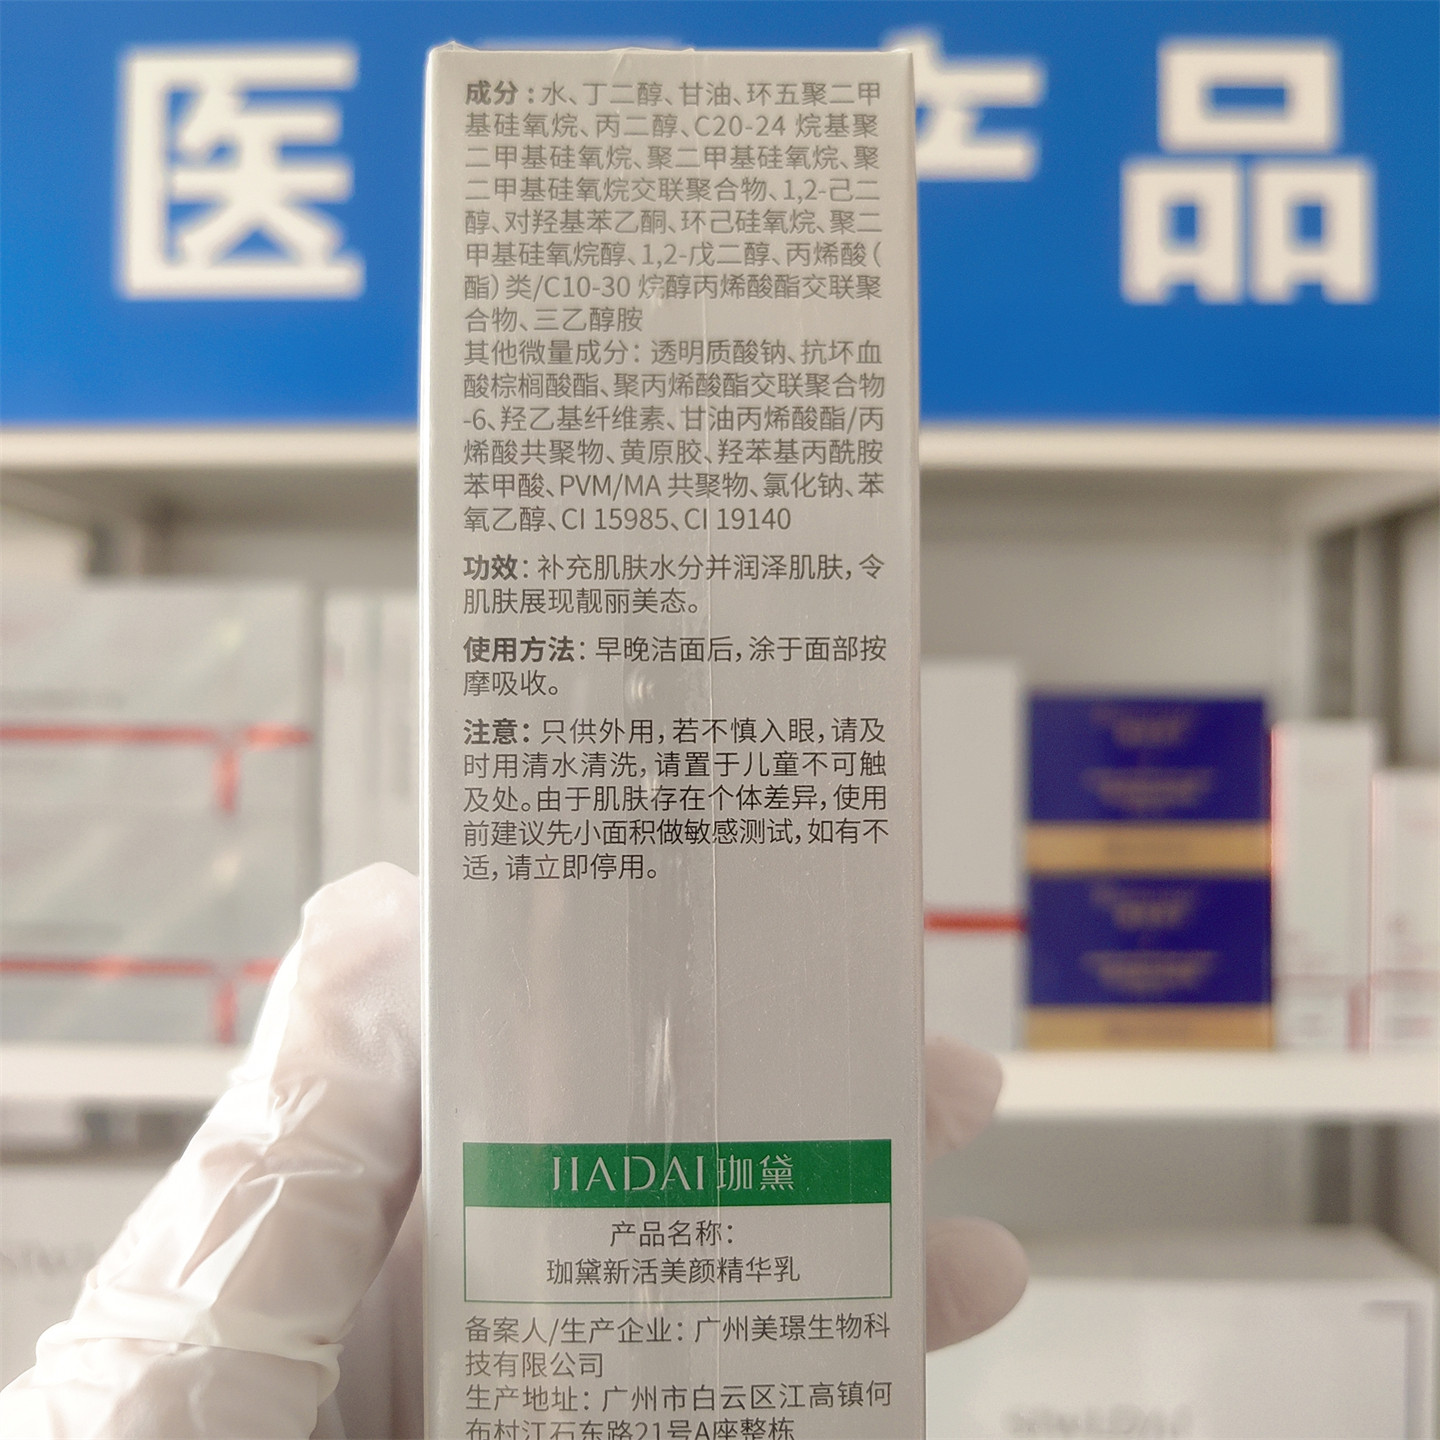 医
产品
成分：水、丁二醇、甘油、环五聚二甲
基硅氧烷、丙二醇、C20-24 烷基聚
二甲基硅氧烷、聚二甲基硅氧烷、聚
二甲基硅氧烷交联聚合物、1,2-己二
醇、对羟基苯乙酮、环己硅氧烷、聚二
甲基硅氧烷醇、1,2-戊二醇、丙烯酸（
酯）类/C10-30 烷醇丙烯酸酯交联聚
合物、三乙醇胺
其他微量成分：透明质酸钠、抗坏血
酸棕榈酸酯、聚丙烯酸酯交联聚合物
-6、羟乙基纤维素、甘油丙烯酸酯/丙
烯酸共聚物、黄原胶、羟苯基丙酰胺
苯甲酸、PVM/MA 共聚物、氯化钠、苯
氧乙醇、CI 15985、CI 19140
功效：补充肌肤水分并润泽肌肤，令
肌肤展现靓丽美态。
使用方法：早晚洁面后，涂于面部按
摩吸收。
注意：只供外用，若不慎入眼，请及
时用清水清洗，请置于儿童不可触
及处。由于肌肤存在个体差异，使用
前建议先小面积做敏感测试，如有不
适，请立即停用。
JIADAI 珈黛
产品名称：
珈黛新活美颜精华乳
备案人/生产企业：广州美璟生物科
技有限公司
生产地址：广州市白云区江高镇何
布村江石东路21号A座整栋